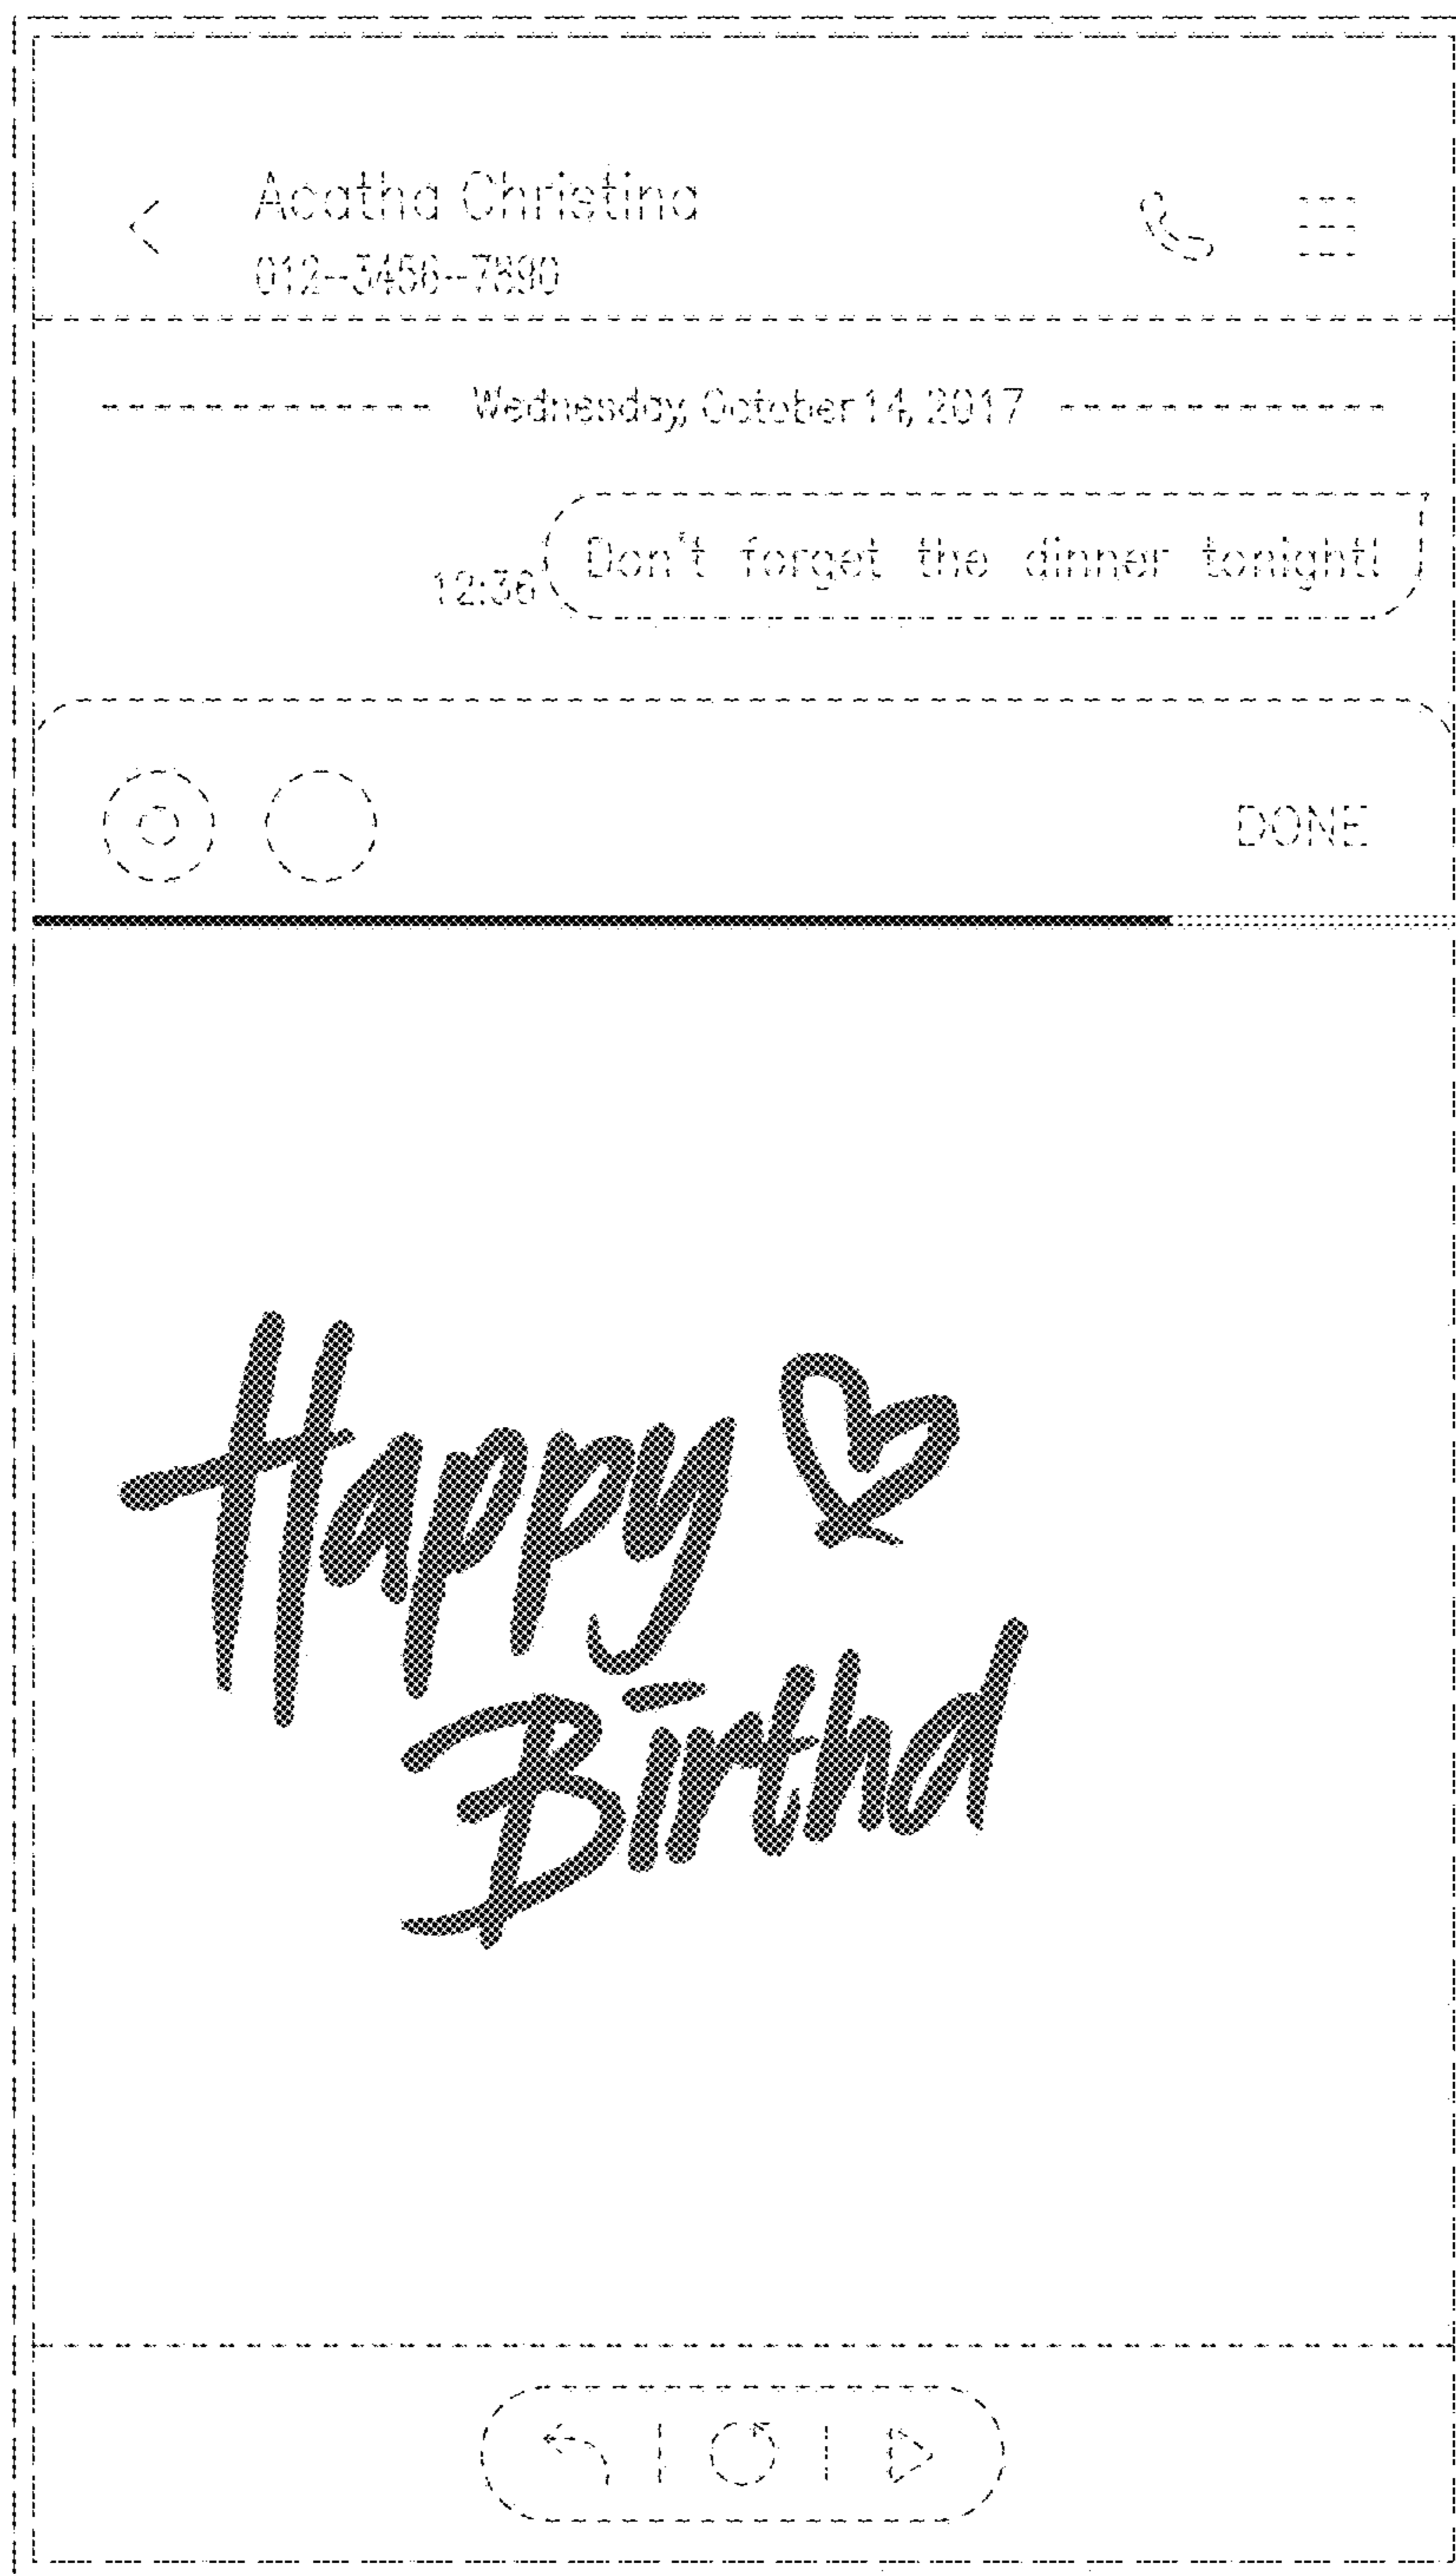 Acatha Christina
012-3456-7890
Wednesday, October 14, 2017
Don't forget the dinner tonight!
12:36
DONE
Happy
Birthd